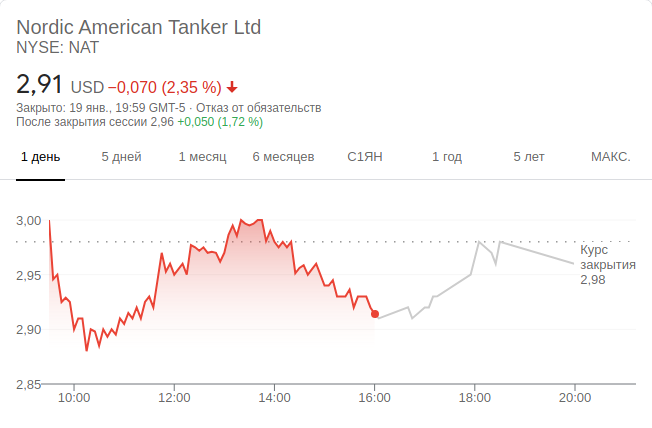 Nordic American Tanker Ltd
NYSE: NAT
2,91 USD −0,070 (2,35 %)
Закрыто: 19 янв., 19:59 GMT-5 · Отказ от обязательств
После закрытия сессии 2,96 +0,050 (1,72 %)
1 день 5 дней 1 месяц 6 месяцев С1ЯН 1 год 5 лет МАКС.
3,00
Курс
закрытия
2,98
2,95
2,90
2,85
10:00 12:00 14:00 16:00 18:00 20:00